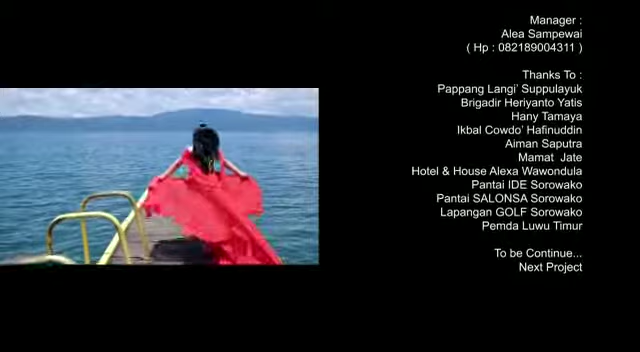 Manager :
Alea Sampewai
( Hp : 082189004311 )
Thanks To :
Pappang Langi' Suppulayuk
Brigadir Heriyanto Yatis
Hany Tamaya
Ikbal Cowdo' Hafinuddin
Aiman Saputra
Mamat Jate
Hotel & House Alexa Wawondula
Pantai IDE Sorowako
Pantai SALONSA Sorowako
Lapangan GOLF Sorowako
Pemda Luwu Timur
To be Continue...
Next Project